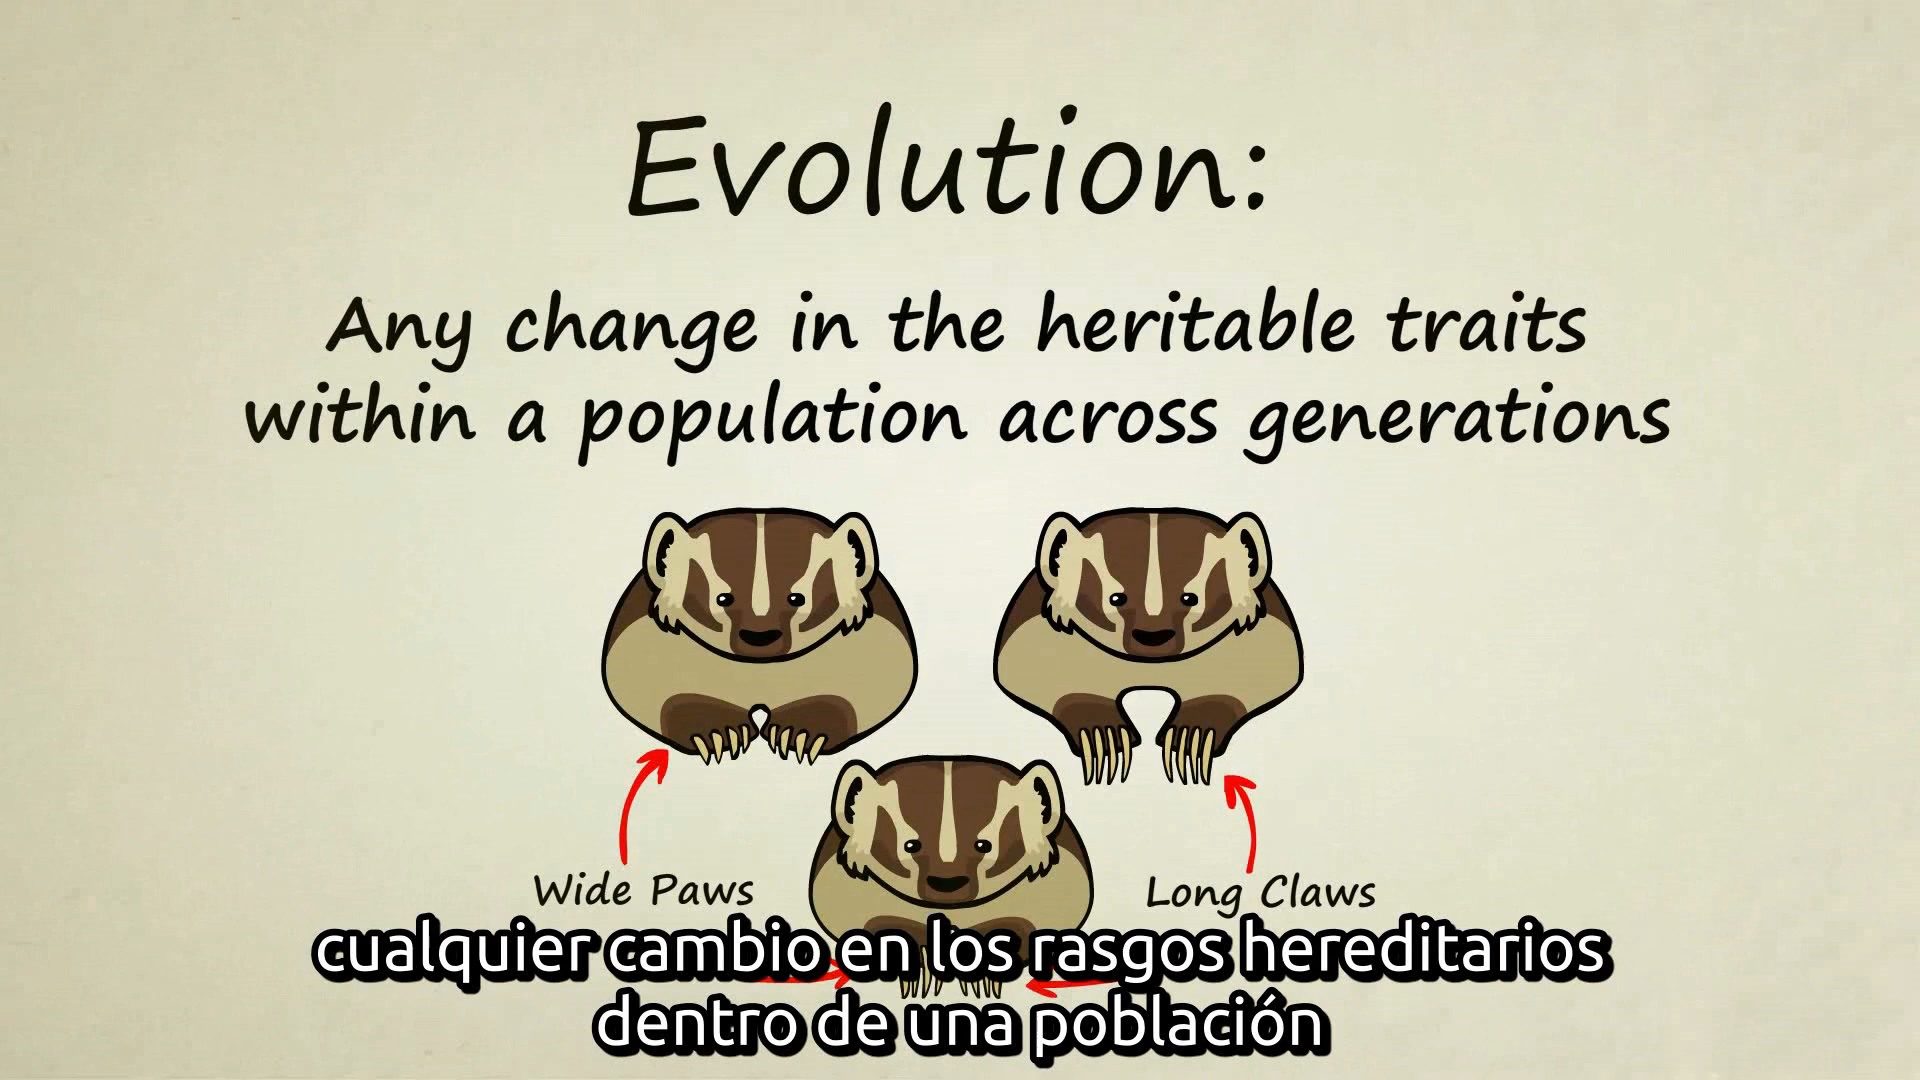 Evolution:
Any change in the heritable traits
within a population across generations
Wide Paws
Long Claws
cualquier cambio en los rasgos hereditarios
dentro de una población